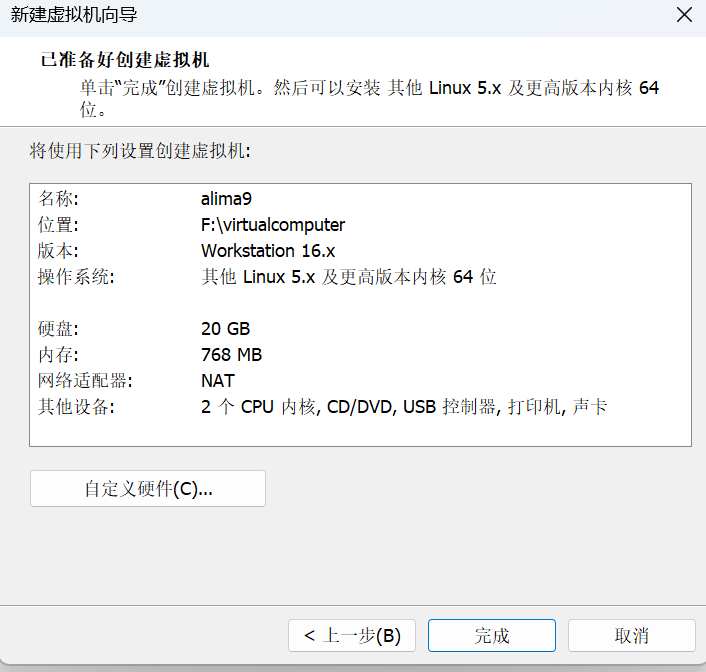 新建虚拟机向导
已准备好创建虚拟机
单击“完成”创建虚拟机。然后可以安装 其他 Linux 5.x 及更高版本内核 64
位。
将使用下列设置创建虚拟机:
名称: alima9
位置: F:\virtualcomputer
版本: Workstation 16.x
操作系统: 其他 Linux 5.x 及更高版本内核 64 位
硬盘: 20 GB
内存: 768 MB
网络适配器: NAT
其他设备: 2 个 CPU 内核, CD/DVD, USB 控制器, 打印机, 声卡
自定义硬件(C)...
< 上一步(B) 完成 取消